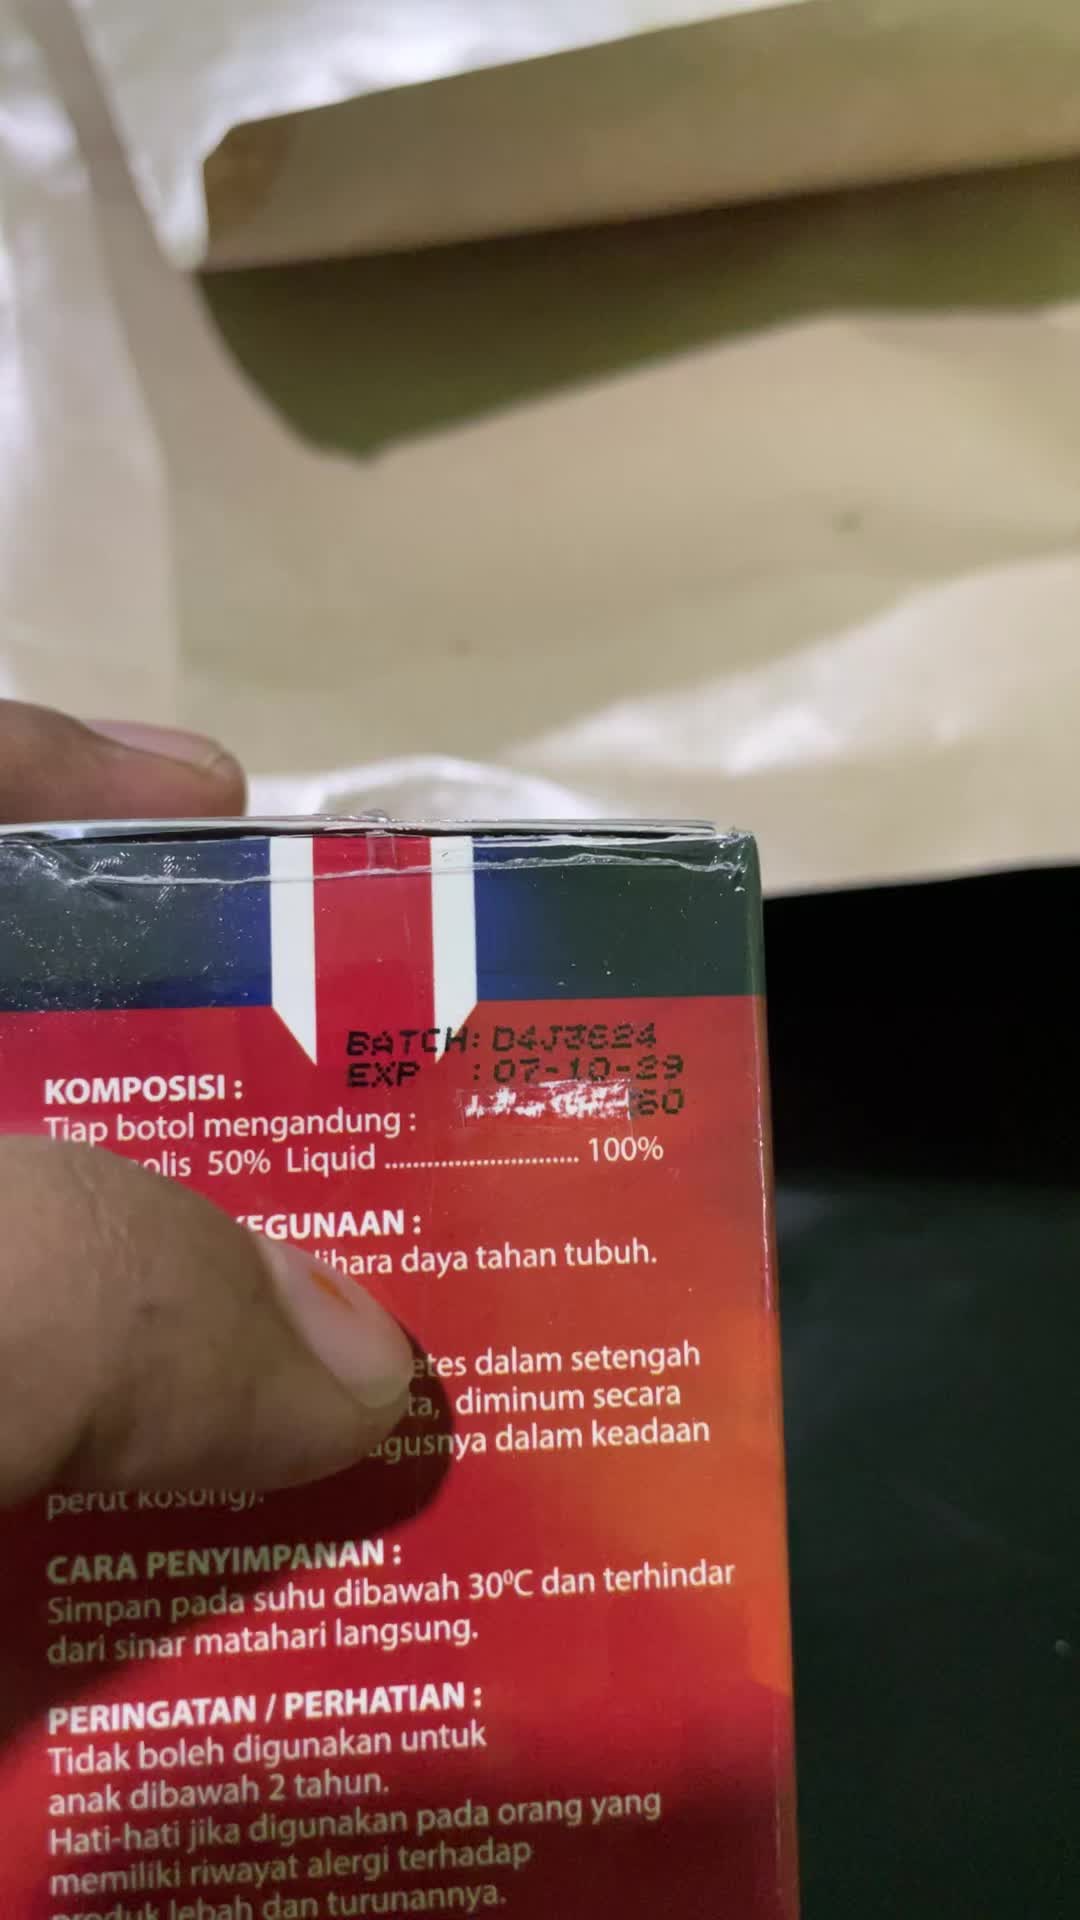 BATCH: D4J3624
EXP : 07-10-29
60
KOMPOSISI :
Tiap botol mengandung :
olis 50% Liquid .......................... 100%
EGUNAAN :
ihara daya tahan tubuh.
etes dalam setengah
ta, diminum secara
agusnya dalam keadaan
perut kosong).
CARA PENYIMPANAN :
Simpan pada suhu dibawah 30⁰C dan terhindar
dari sinar matahari langsung.
PERINGATAN / PERHATIAN :
Tidak boleh digunakan untuk
anak dibawah 2 tahun.
Hati-hati jika digunakan pada orang yang
memiliki riwayat alergi terhadap
produk lebah dan turunannya.